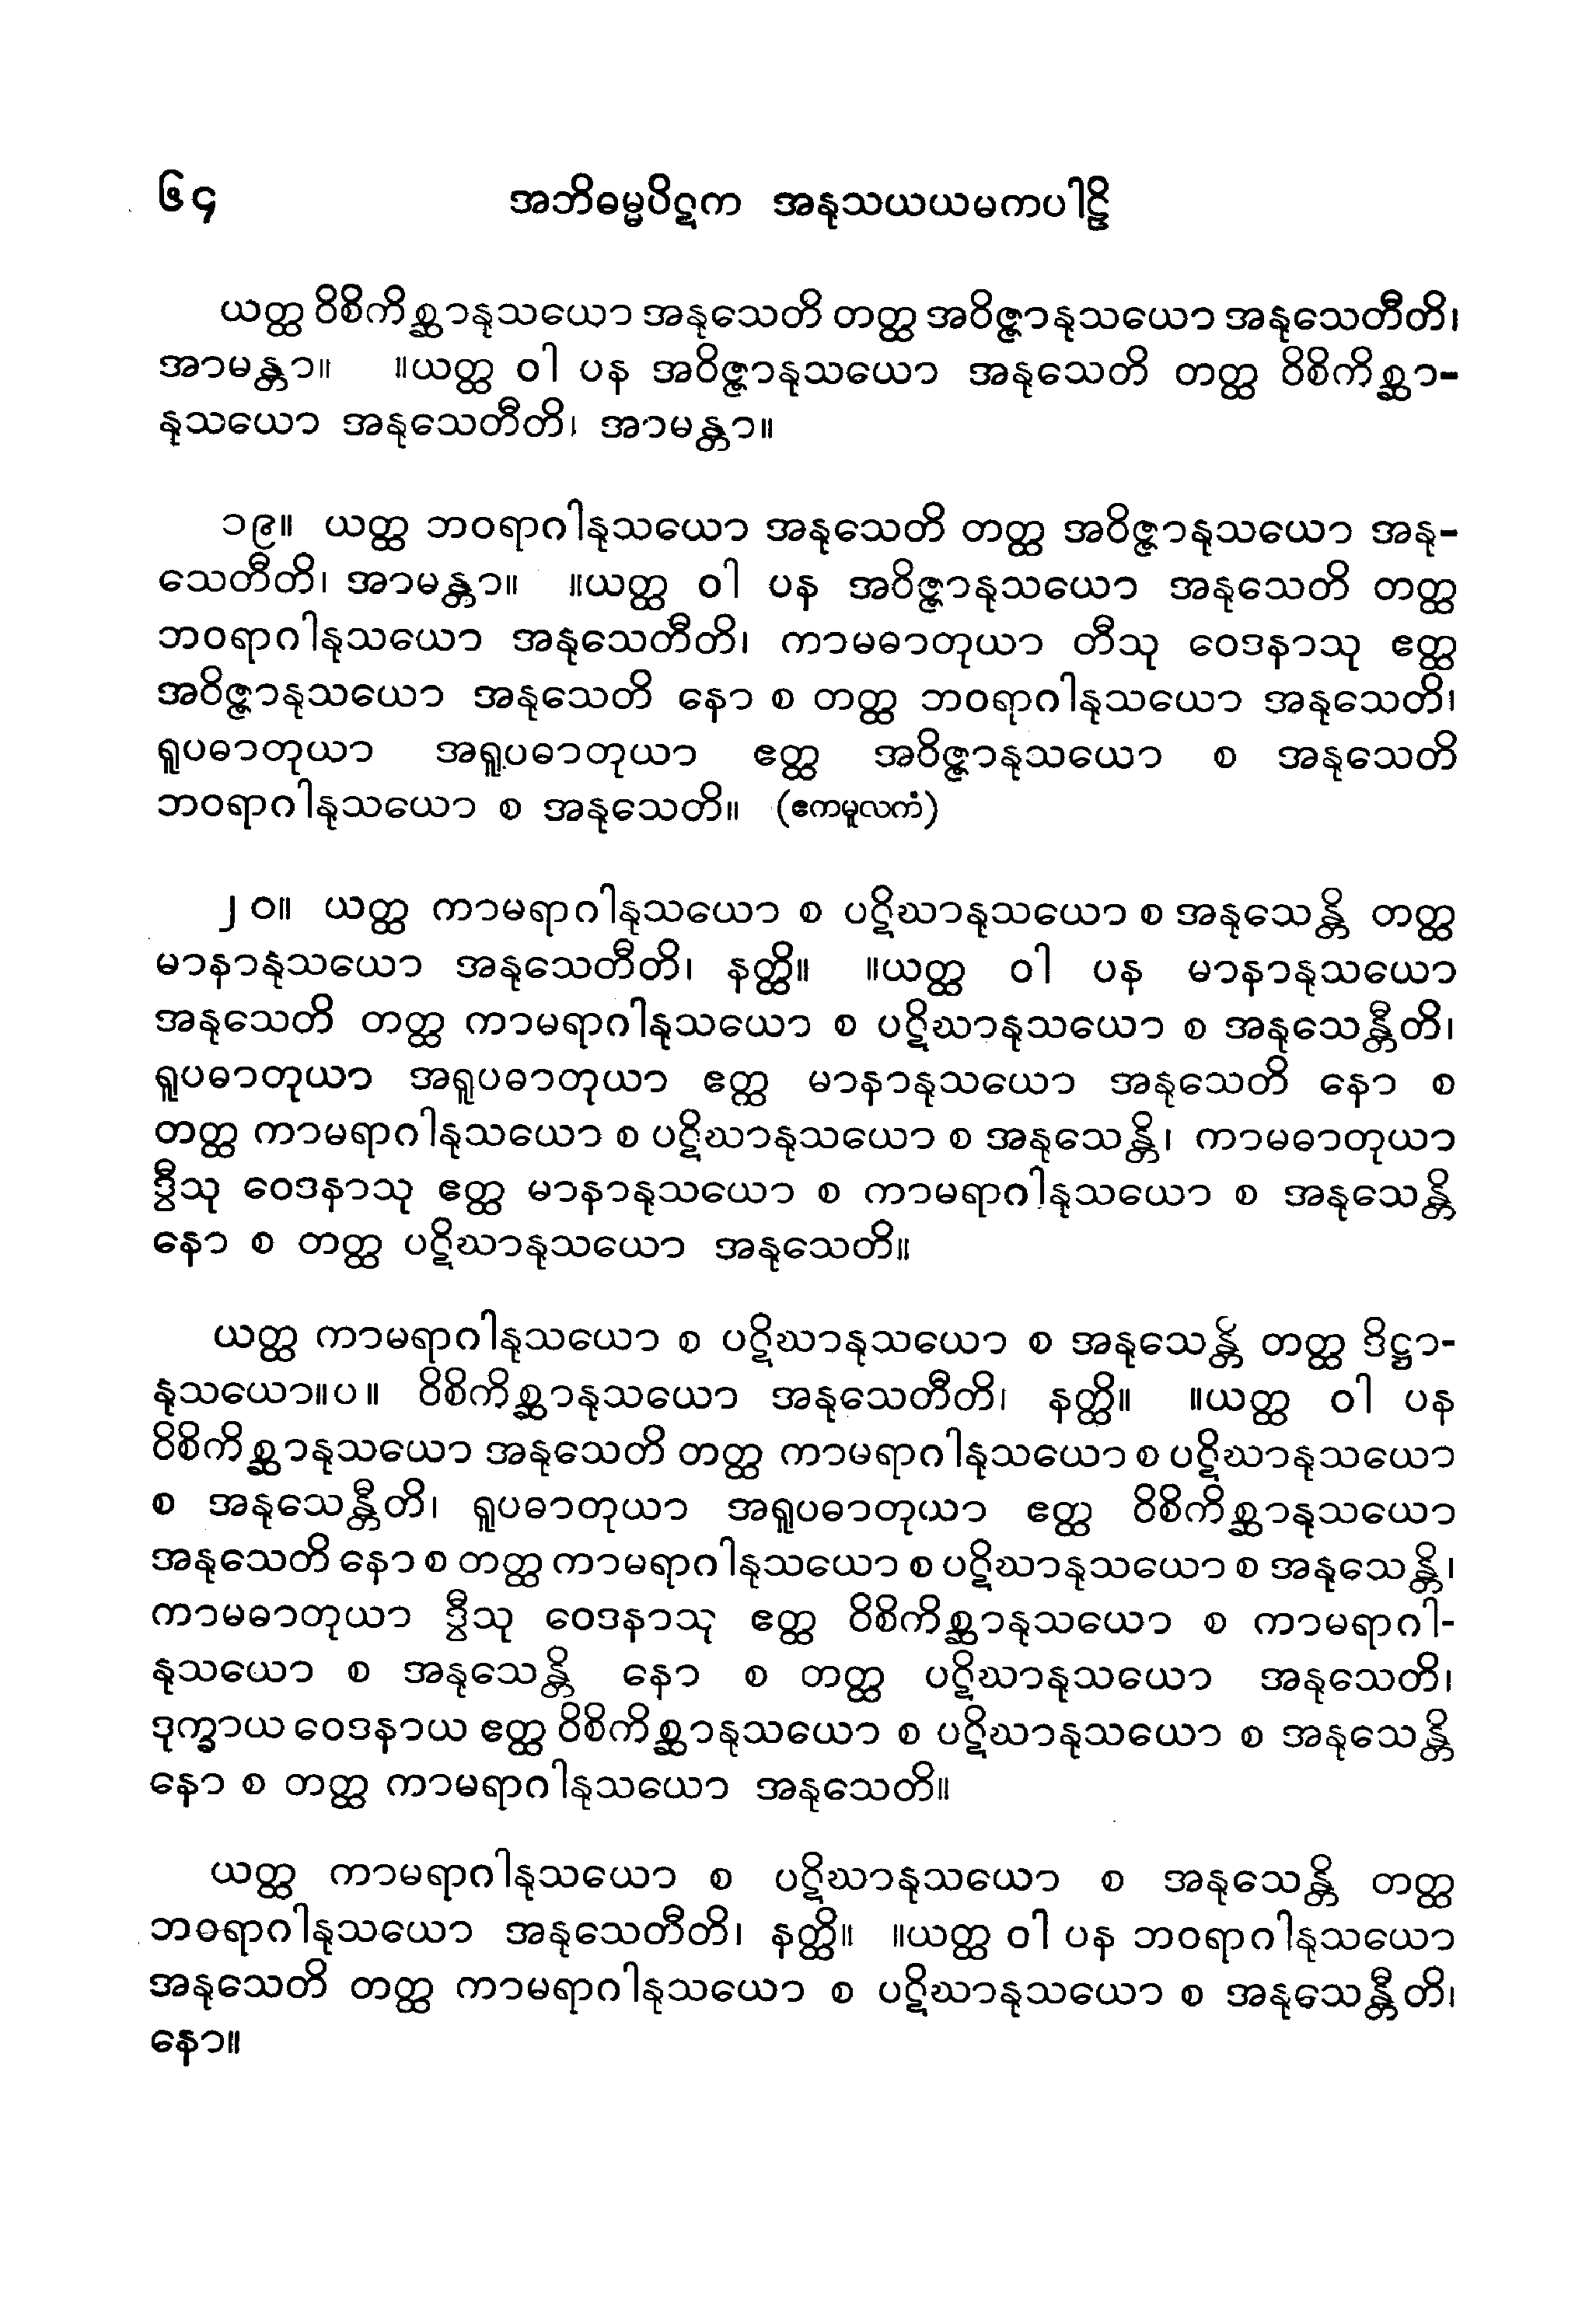 ၆၄ အဘိဓမ္မပိဋက အနုသယယမကပါဠိ
ယတ္ထ ဝိစိကိစ္ဆာနုသယော အနုသေတိ တတ္ထ အဝိဇ္ဇာနုသယော အနုသေတီတိ၊
အာမန္တာ။ ။ယတ္ထ ဝါ ပန အဝိဇ္ဇာနုသယော အနုသေတိ တတ္ထ ဝိစိကိစ္ဆာ-
နုသယော အနုသေတီတိ၊ အာမန္တာ။
၁၉။ ယတ္ထ ဘဝရာဂါနုသယော အနုသေတိ တတ္ထ အဝိဇ္ဇာနုသယော အနု-
သေတီတိ၊ အာမန္တာ။ ။ယတ္ထ ဝါ ပန အဝိဇ္ဇာနုသယော အနုသေတိ တတ္ထ
ဘဝရာဂါနုသယော အနုသေတီတိ၊ ကာမဓာတုယာ တီသု ဝေဒနာသု ဧတ္ထ
အဝိဇ္ဇာနုသယော အနုသေတိ နော စ တတ္ထ ဘဝရာဂါနုသယော အနုသေတိ၊
ရူပဓာတုယာ အရူပဓာတုယာ ဧတ္ထ အဝိဇ္ဇာနုသယော စ အနုသေတိ
ဘဝရာဂါနုသယော စ အနုသေတိ။ (ဧကမူလကံ)
၂၀။ ယတ္ထ ကာမရာဂါနုသယော စ ပဋိဃာနုသယော စ အနုသေန္တိ တတ္ထ
မာနာနုသယော အနုသေတီတိ၊ နတ္ထိ။ ။ယတ္ထ ဝါ ပန မာနာနုသယော
အနုသေတိ တတ္ထ ကာမရာဂါနုသယော စ ပဋိဃာနုသယော စ အနုသေန္တီတိ၊
ရူပဓာတုယာ အရူပဓာတုယာ ဧတ္ထ မာနာနုသယော အနုသေတိ နော စ
တတ္ထ ကာမရာဂါနုသယော စ ပဋိဃာနုသယော စ အနုသေန္တိ၊ ကာမဓာတုယာ
ဒွီသု ဝေဒနာသု ဧတ္ထ မာနာနုသယော စ ကာမရာဂါနုသယော စ အနုသေန္တိ
နော စ တတ္ထ ပဋိဃာနုသယော အနုသေတိ။
ယတ္ထ ကာမရာဂါနုသယော စ ပဋိဃာနုသယော စ အနုသေန္တိ တတ္ထ ဒိဋ္ဌာ-
နုသယော။ပ။ ဝိစိကိစ္ဆာနုသယော အနုသေတီတိ၊ နတ္ထိ။ ။ယတ္ထ ဝါ ပန
ဝိစိကိစ္ဆာနုသယော အနုသေတိ တတ္ထ ကာမရာဂါနုသယော စ ပဋိဃာနုသယော
စ အနုသေန္တီတိ၊ ရူပဓာတုယာ အရူပဓာတုယာ ဧတ္ထ ဝိစိကိစ္ဆာနုသယော
အနုသေတိ နော စ တတ္ထ ကာမရာဂါနုသယော စ ပဋိဃာနုသယော စ အနုသေန္တိ၊
ကာမဓာတုယာ ဒွီသု ဝေဒနာသု ဧတ္ထ ဝိစိကိစ္ဆာနုသယော စ ကာမရာဂါ-
နုသယော စ အနုသေန္တိ နော စ တတ္ထ ပဋိဃာနုသယော အနုသေတိ၊
ဒုက္ခာယ ဝေဒနာယ ဧတ္ထ ဝိစိကိစ္ဆာနုသယော စ ပဋိဃာနုသယော စ အနုသေန္တိ
နော စ တတ္ထ ကာမရာဂါနုသယော အနုသေတိ။
ယတ္ထ ကာမရာဂါနုသယော စ ပဋိဃာနုသယော စ အနုသေန္တိ တတ္ထ
ဘဝရာဂါနုသယော အနုသေတီတိ၊ နတ္ထိ။ ။ယတ္ထ ဝါ ပန ဘဝရာဂါနုသယော
အနုသေတိ တတ္ထ ကာမရာဂါနုသယော စ ပဋိဃာနုသယော စ အနုသေန္တီတိ၊
နော။